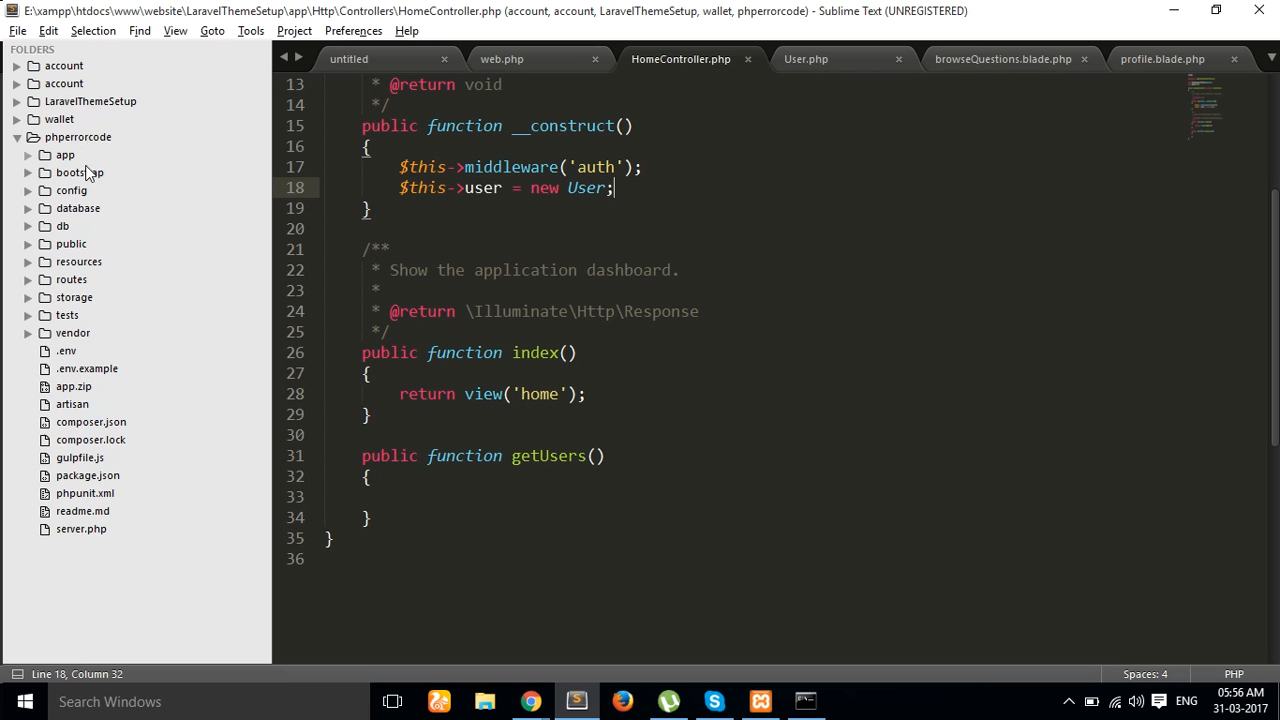 E:\xampp\htdocs\www\website\LaravelThemeSetup\app\Http\Controllers\HomeController.php (account, account, LaravelThemeSetup, wallet, phperrorcode) - Sublime Text (UNREGISTERED)
File Edit Selection Find View Goto Tools Project Preferences Help
FOLDERS
account
account
LaravelThemeSetup
wallet
phperrorcode
app
bootstrap
config
database
db
public
resources
routes
storage
tests
vendor
.env
.env.example
app.zip
artisan
composer.json
composer.lock
gulpfile.js
package.json
phpunit.xml
readme.md
server.php
untitled web.php HomeController.php User.php browseQuestions.blade.php profile.blade.php
13 * @return void
14 */
15 public function __construct()
16 {
17 $this->middleware('auth');
18 $this->user = new User;
19 }
20
21 /**
22 * Show the application dashboard.
23 *
24 * @return \Illuminate\Http\Response
25 */
26 public function index()
27 {
28 return view('home');
29 }
30
31 public function getUsers()
32 {
33
34 }
35 }
36
Line 18, Column 32 Spaces: 4 PHP
Search Windows
ENG
05:56 AM
31-03-2017